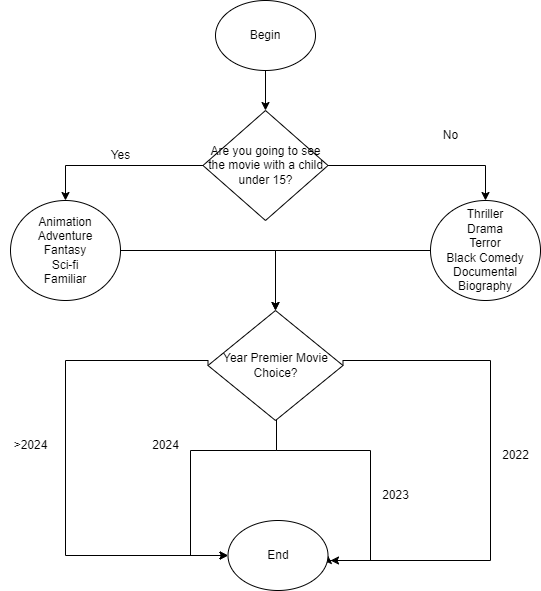 Begin
Are you going to see
the movie with a child
under 15?
Yes
No
Animation
Adventure
Fantasy
Sci-fi
Familiar
Thriller
Drama
Terror
Black Comedy
Documental
Biography
Year Premier Movie
Choice?
>2024
2024
2023
2022
End